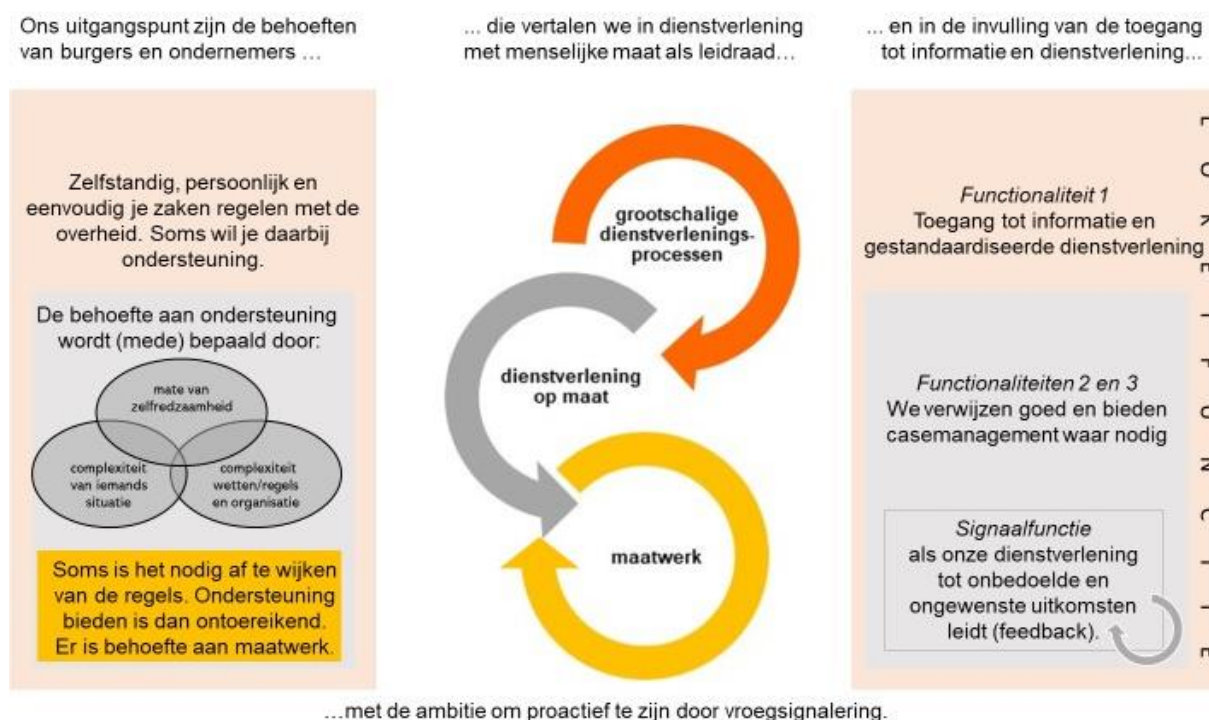 Ons uitgangspunt zijn de behoeften
van burgers en ondernemers ...
Zelfstandig, persoonlijk en
eenvoudig je zaken regelen met de
overheid. Soms wil je daarbij
ondersteuning.
De behoefte aan ondersteuning
wordt (mede) bepaald door:
mate van
zelfredzaamheid
complexiteit
van iemands
situatie
complexiteit
wetten/regels
en organisatie
Soms is het nodig af te wijken
van de regels. Ondersteuning
bieden is dan ontoereikend.
Er is behoefte aan maatwerk.
... die vertalen we in dienstverlening
met menselijke maat als leidraad...
grootschalige
dienstverlenings-
processen
dienstverlening
op maat
maatwerk
... en in de invulling van de toegang
tot informatie en dienstverlening...
Functionaliteit 1
Toegang tot informatie en
gestandaardiseerde dienstverlening
Functionaliteiten 2 en 3
We verwijzen goed en bieden
casemanagement waar nodig
Signaalfunctie
als onze dienstverlening
tot onbedoelde en
ongewenste uitkomsten
leidt (feedback).
LOKETFUNCTIE
...met de ambitie om proactief te zijn door vroegsignalering.